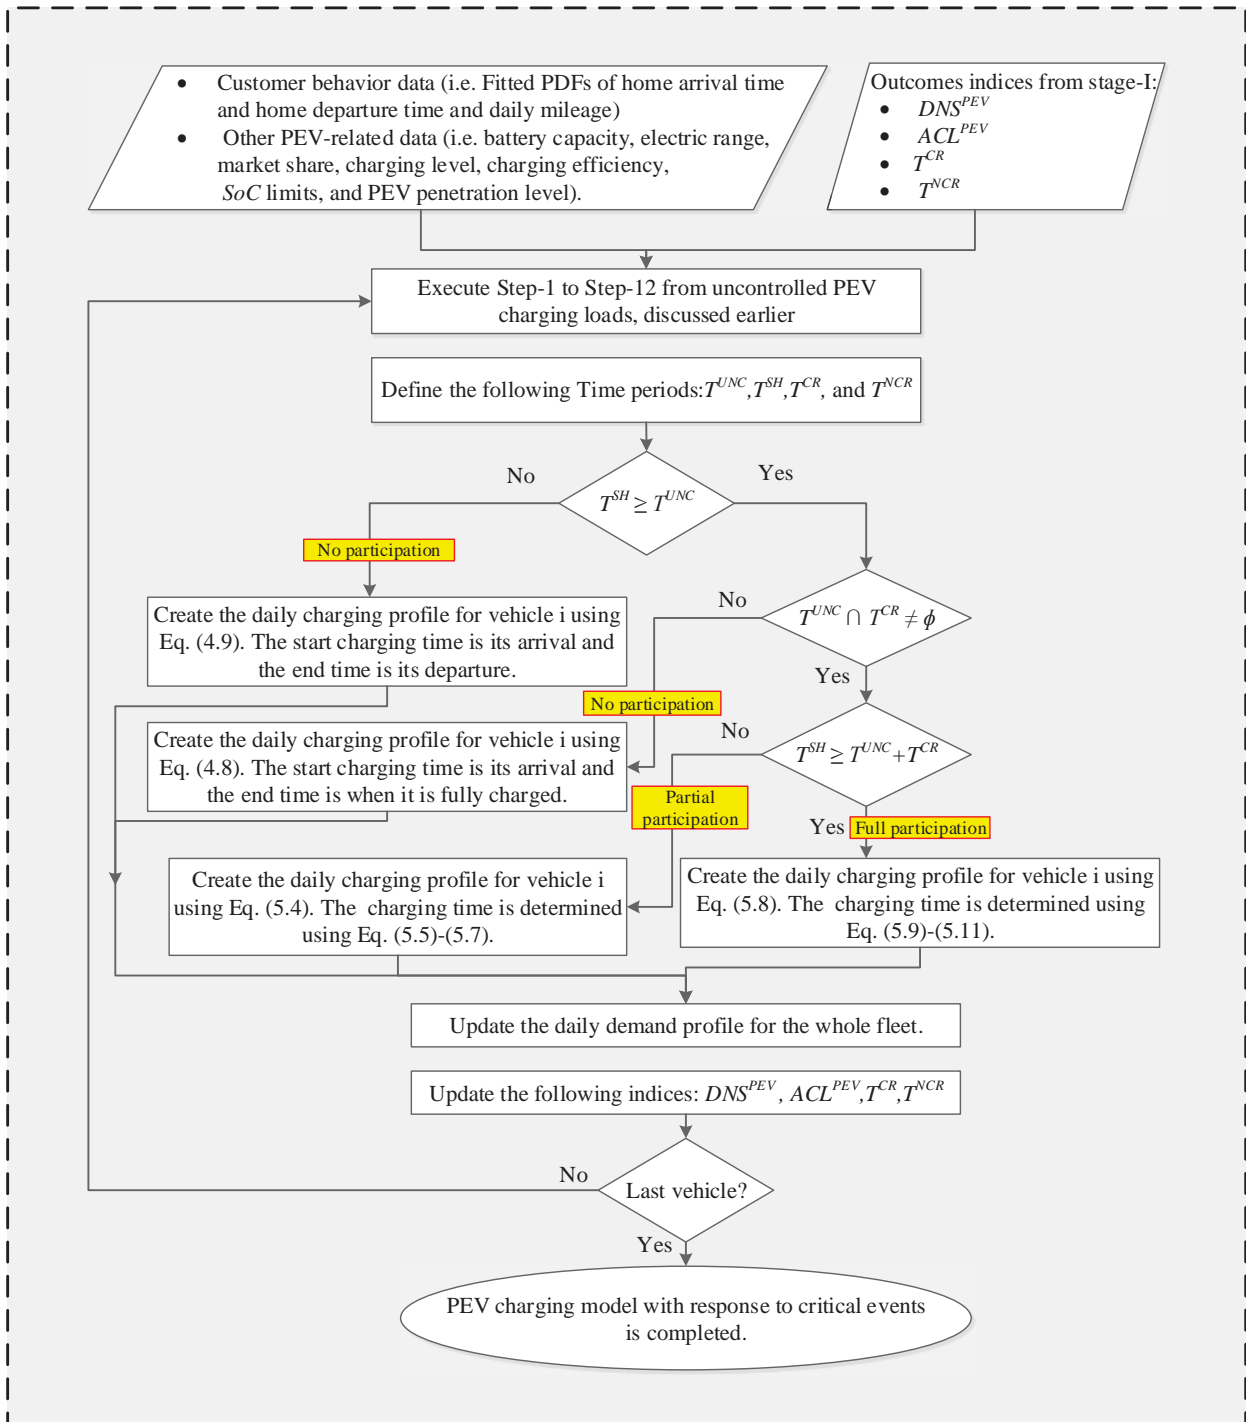 • Customer behavior data (i.e. Fitted PDFs of home arrival time
and home departure time and daily mileage)
• Other PEV-related data (i.e. battery capacity, electric range,
market share, charging level, charging efficiency,
SoC limits, and PEV penetration level).
Outcomes indices from stage-I:
• DNS^PEV
• ACL^PEV
• T^CR
• T^NCR
Execute Step-1 to Step-12 from uncontrolled PEV
charging loads, discussed earlier
Define the following Time periods:T^UNC,T^SH,T^CR, and T^NCR
No
Yes
T^SH ≥ T^UNC
No participation
Create the daily charging profile for vehicle i using
Eq. (4.9). The start charging time is its arrival and
the end time is its departure.
No
T^UNC ∩ T^CR ≠ ϕ
Yes
No participation
Create the daily charging profile for vehicle i using
Eq. (4.8). The start charging time is its arrival and
the end time is when it is fully charged.
No
T^SH ≥ T^UNC+T^CR
Partial
participation
Yes
Full participation
Create the daily charging profile for vehicle i
using Eq. (5.4). The charging time is determined
using Eq. (5.5)-(5.7).
Create the daily charging profile for vehicle i using
Eq. (5.8). The charging time is determined using
Eq. (5.9)-(5.11).
Update the daily demand profile for the whole fleet.
Update the following indices: DNS^PEV, ACL^PEV,T^CR,T^NCR
No
Last vehicle?
Yes
PEV charging model with response to critical events
is completed.